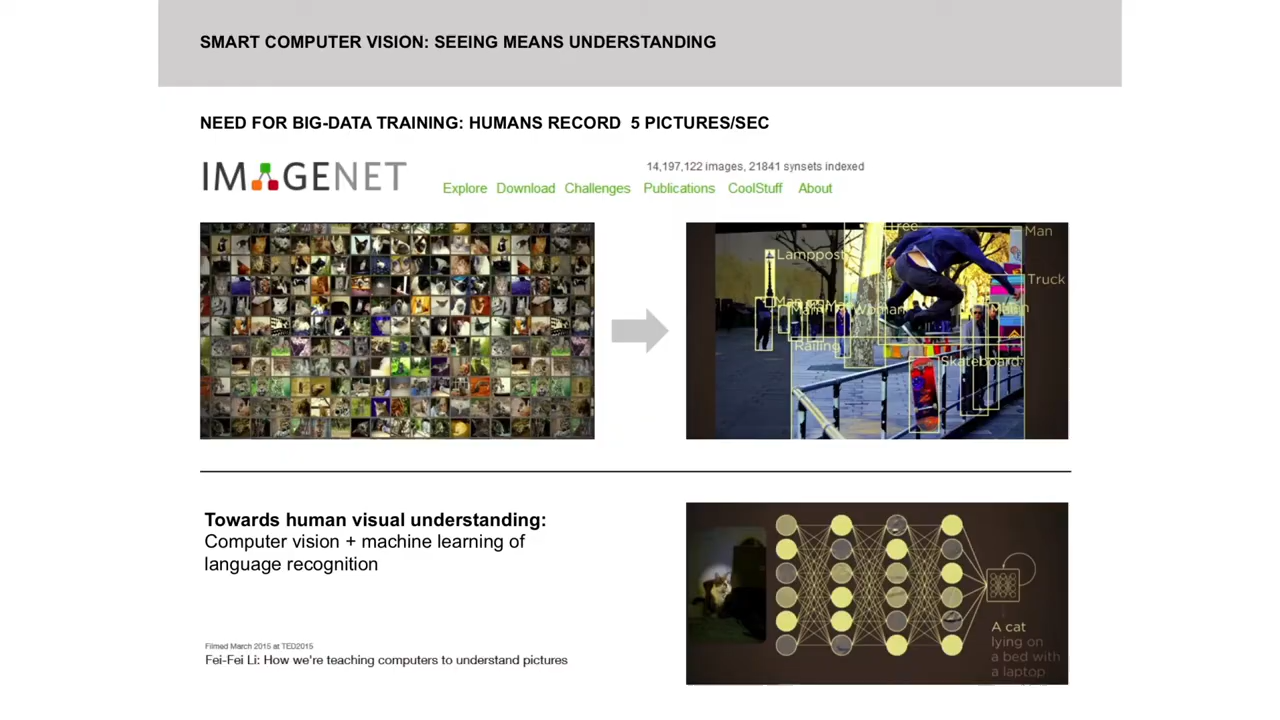 SMART COMPUTER VISION: SEEING MEANS UNDERSTANDING
NEED FOR BIG-DATA TRAINING: HUMANS RECORD 5 PICTURES/SEC
IMAGENET
14,197,122 images, 21841 synsets indexed
Explore Download Challenges Publications CoolStuff About
Tree
Man
Lamppost
Truck
Man
Woman
Railing
Skateboard
Towards human visual understanding:
Computer vision + machine learning of
language recognition
A cat
lying on
a bed with
a laptop
Filmed March 2015 at TED2015
Fei-Fei Li: How we're teaching computers to understand pictures